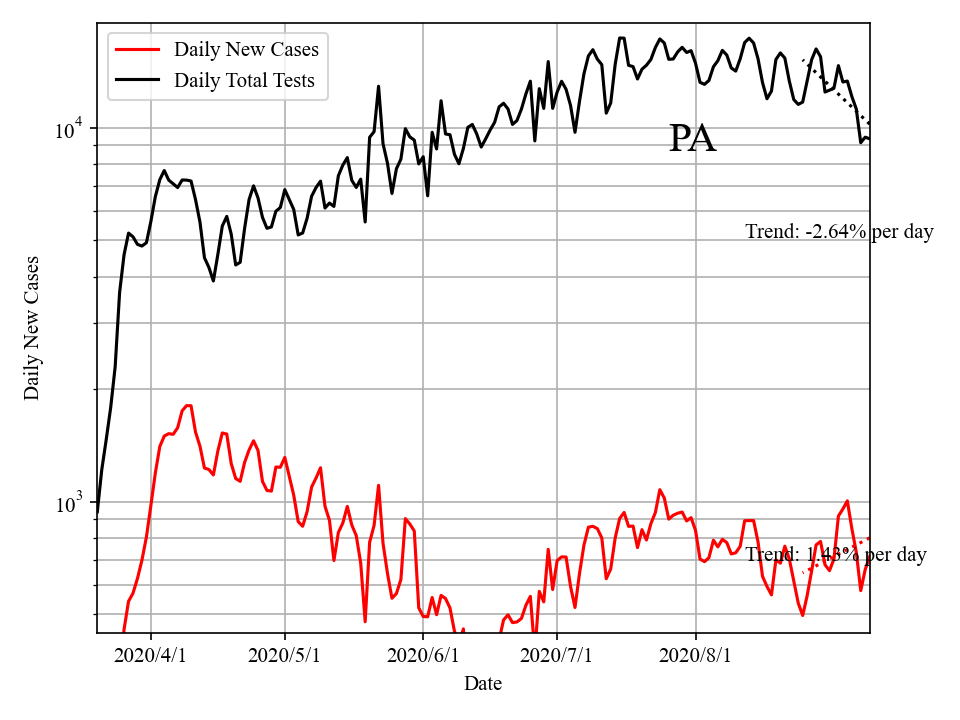 Daily New Cases
Daily Total Tests
10^4
PA
Trend: -2.64% per day
Daily New Cases
10^3
Trend: 1.43% per day
2020/4/1 2020/5/1 2020/6/1 2020/7/1 2020/8/1
Date